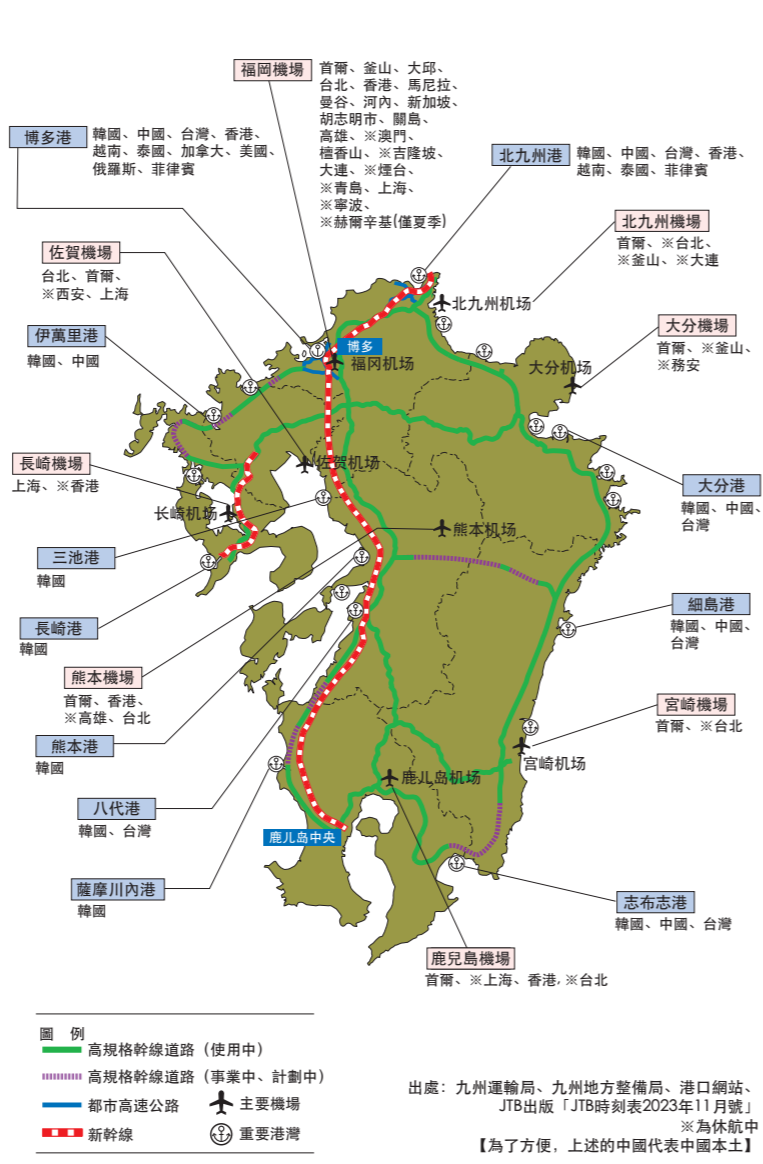 福岡機場
首爾、釜山、大邱、
台北、香港、馬尼拉、
曼谷、河內、新加坡、
胡志明市、關島、
高雄、※澳門、
檀香山、※吉隆坡、
大連、※煙台、
※青島、上海、
※寧波、
※赫爾辛基(僅夏季)
博多港
韓國、中國、台灣、香港、
越南、泰國、加拿大、美國、
俄羅斯、菲律賓
北九州港
韓國、中國、台灣、香港、
越南、泰國、菲律賓
北九州機場
首爾、※台北、
※釜山、※大連
佐賀機場
台北、首爾、
※西安、上海
伊萬里港
韓國、中國
大分機場
首爾、※釜山、
※務安
北九州机场
博多
福冈机场
大分机场
長崎機場
上海、※香港
佐贺机场
长崎机场
熊本机场
大分港
韓國、中國、
台灣
三池港
韓國
長崎港
韓國
細島港
韓國、中國、
台灣
熊本機場
首爾、香港、
※高雄、台北
宮崎機場
首爾、※台北
熊本港
韓國
宮崎机场
鹿儿岛机场
八代港
韓國、台灣
鹿儿岛中央
薩摩川內港
韓國
志布志港
韓國、中國、台灣
鹿兒島機場
首爾、※上海、香港，※台北
圖 例
高規格幹線道路（使用中）
高規格幹線道路（事業中、計劃中）
都市高速公路
主要機場
新幹線
重要港灣
出處：九州運輸局、九州地方整備局、港口網站、
JTB出版「JTB時刻表2023年11月號」
※為休航中
【為了方便，上述的中國代表中國本土】